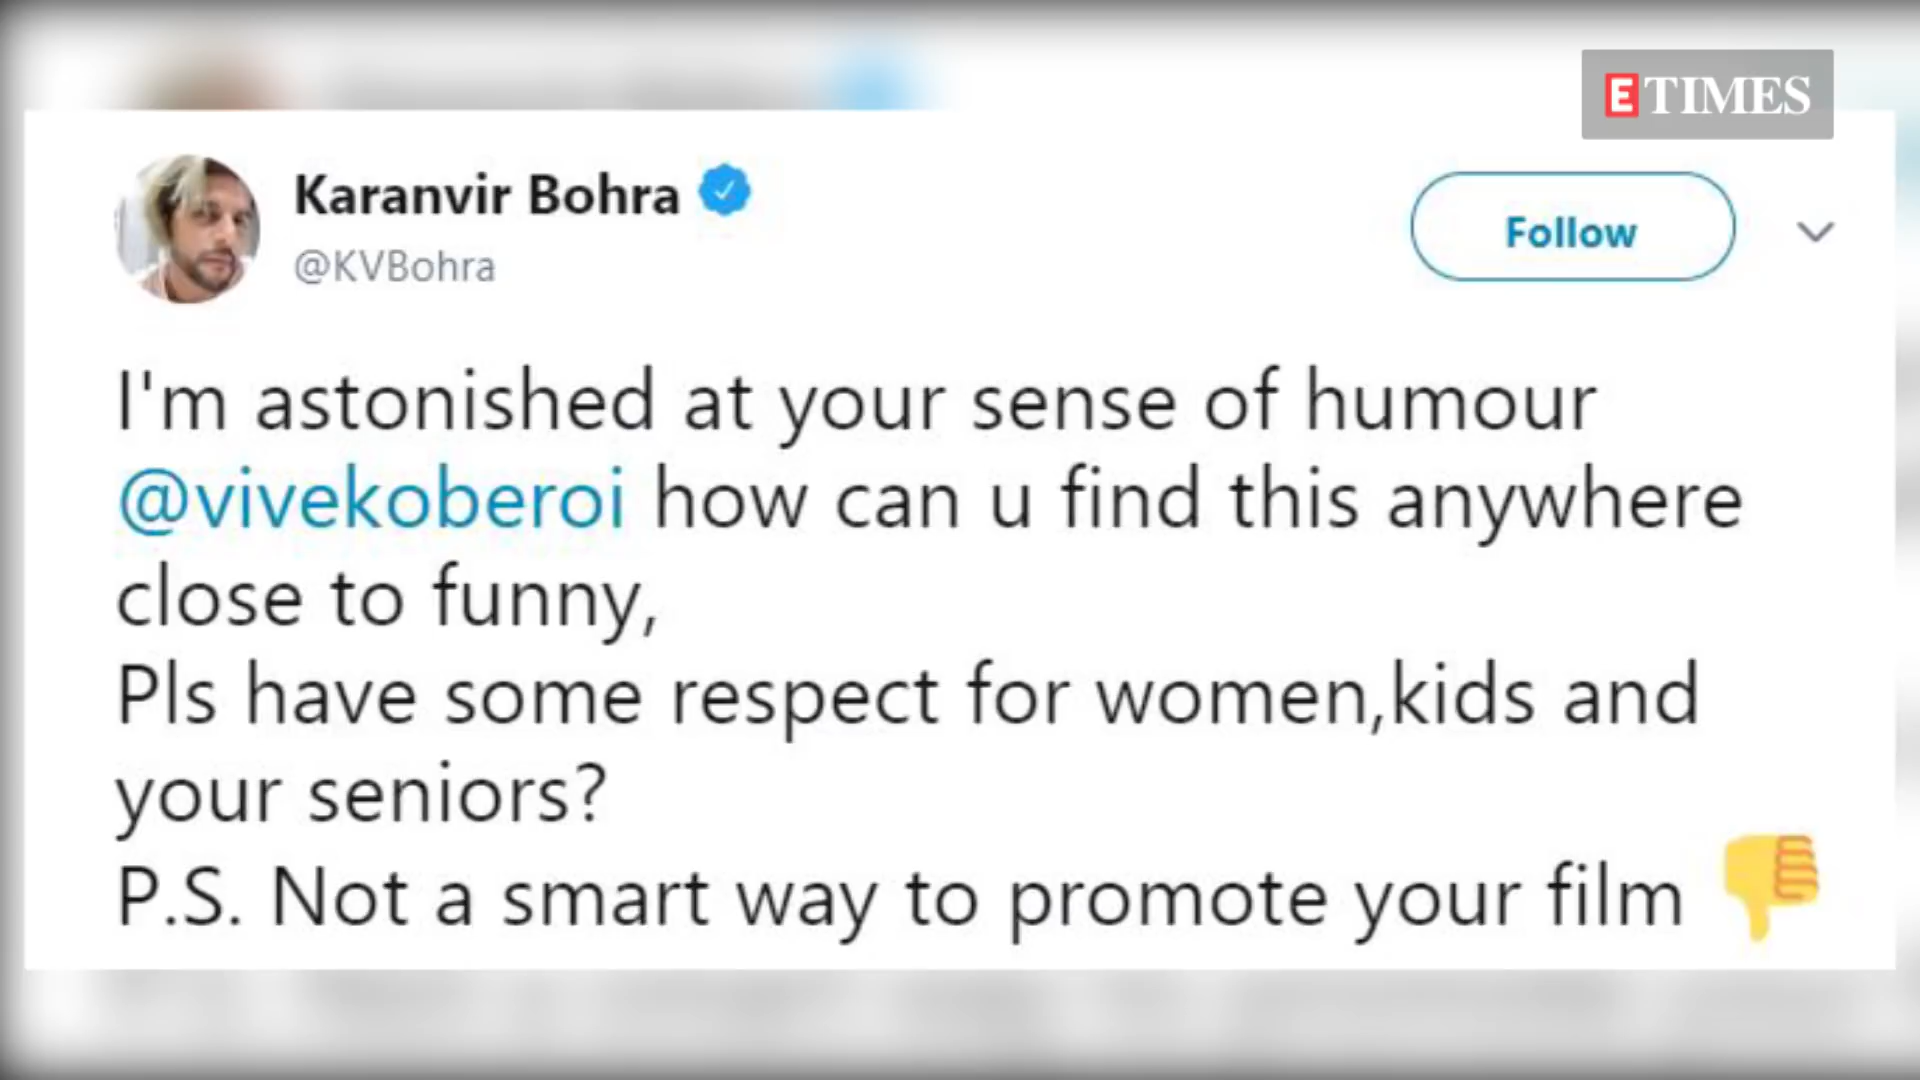 ETIMES
Karanvir Bohra
@KVBohra
Follow
I'm astonished at your sense of humour
@vivekoberoi how can u find this anywhere
close to funny,
Pls have some respect for women,kids and
your seniors?
P.S. Not a smart way to promote your film 👎